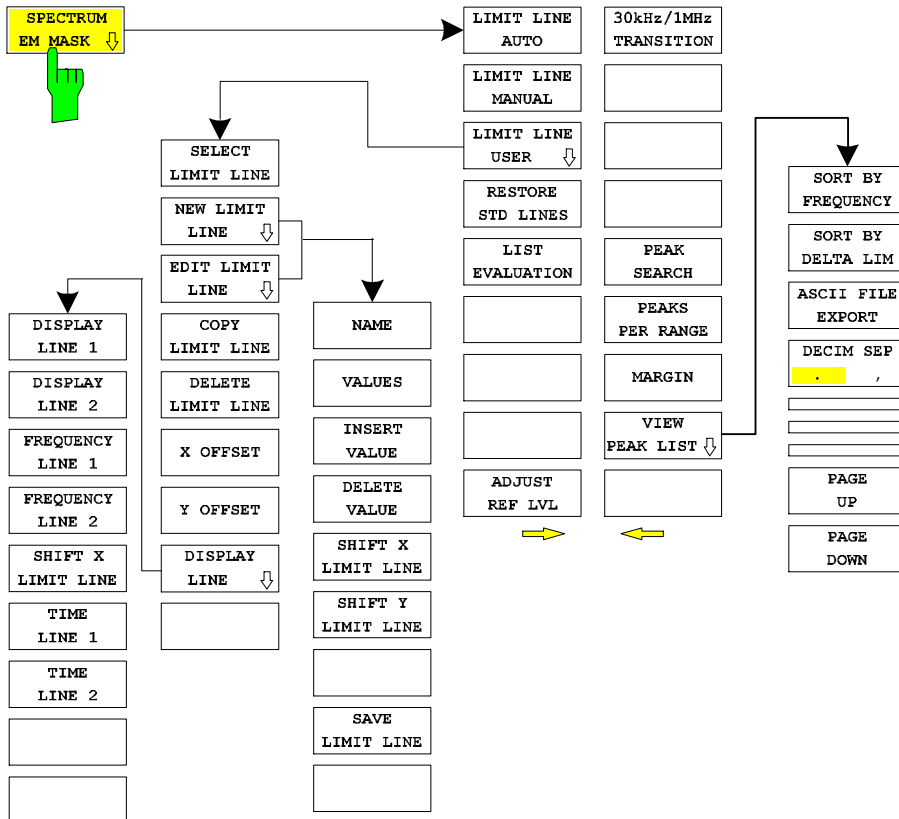 SPECTRUM
EM MASK
LIMIT LINE
AUTO
LIMIT LINE
MANUAL
LIMIT LINE
USER
RESTORE
STD LINES
LIST
EVALUATION
ADJUST
REF LVL
30kHz/1MHz
TRANSITION
PEAK
SEARCH
PEAKS
PER RANGE
MARGIN
VIEW
PEAK LIST
SORT BY
FREQUENCY
SORT BY
DELTA LIM
ASCII FILE
EXPORT
DECIM SEP
. ,
PAGE
UP
PAGE
DOWN
SELECT
LIMIT LINE
NEW LIMIT
LINE
EDIT LIMIT
LINE
COPY
LIMIT LINE
DELETE
LIMIT LINE
X OFFSET
Y OFFSET
DISPLAY
LINE
NAME
VALUES
INSERT
VALUE
DELETE
VALUE
SHIFT X
LIMIT LINE
SHIFT Y
LIMIT LINE
SAVE
LIMIT LINE
DISPLAY
LINE 1
DISPLAY
LINE 2
FREQUENCY
LINE 1
FREQUENCY
LINE 2
SHIFT X
LIMIT LINE
TIME
LINE 1
TIME
LINE 2